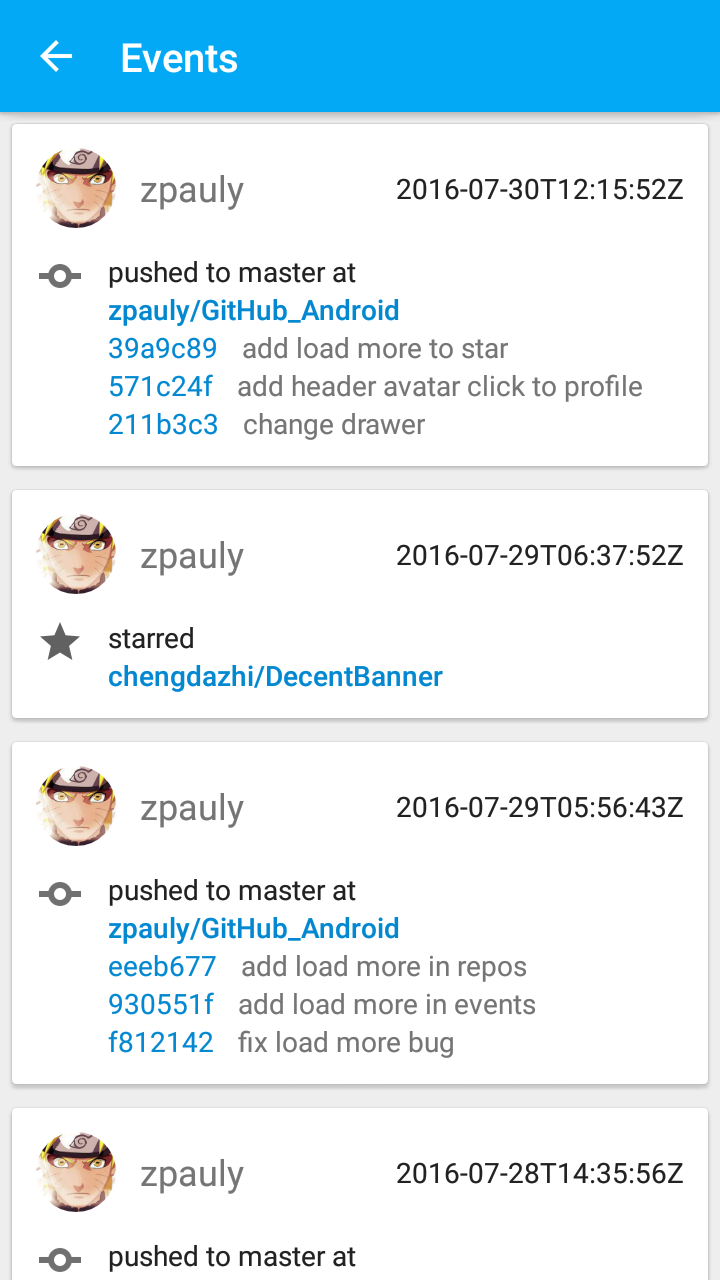 Events
zpauly 2016-07-30T12:15:52Z
pushed to master at
zpauly/GitHub_Android
39a9c89 add load more to star
571c24f add header avatar click to profile
211b3c3 change drawer
zpauly 2016-07-29T06:37:52Z
starred
chengdazhi/DecentBanner
zpauly 2016-07-29T05:56:43Z
pushed to master at
zpauly/GitHub_Android
eeeb677 add load more in repos
930551f add load more in events
f812142 fix load more bug
zpauly 2016-07-28T14:35:56Z
pushed to master at